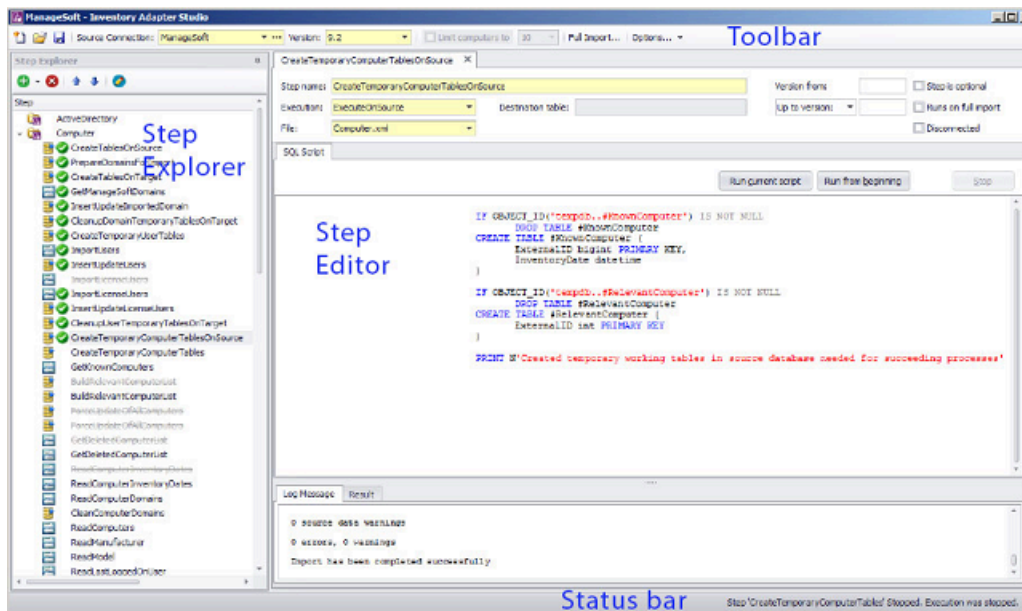 ManageSoft - Inventory Adapter Studio
Source Connection: ManageSoft Version: 9.2 Limit computers to 10 Full Import... Options...
Toolbar
Step Explorer
CreateTemporaryComputerTablesOnSource
Step name: CreateTemporaryComputerTablesOnSource Version from: Step is optional
Execution: ExecuteOnSource Destination table: Up to version: Runs on full import
File: Computer.xml Disconnected
SQL Script
Run current script Run from beginning Stop
Step
ActiveDirectory
Computer
Step
Explorer
CreateTablesOnSource
PrepareDomainsForImport
CreateTablesOnTarget
GetManageSoftDomains
InsertUpdateImportedDomain
CleanupDomainTemporaryTablesOnTarget
CreateTemporaryUserTables
ImportUsers
InsertUpdateUsers
ImportLicenseUsers
ImportLicenseUsers
InsertUpdateLicenseUsers
CleanupUserTemporaryTablesOnTarget
CreateTemporaryComputerTablesOnSource
CreateTemporaryComputerTables
GetKnownComputers
BuildRelevantComputerList
BuildRelevantComputerList
ForceUpdateOfAllComputers
ForceUpdateOfAllComputers
GetDeletedComputerList
GetDeletedComputerList
ReadComputerInventoryDates
ReadComputerInventoryDates
ReadComputerDomains
CleanComputerDomains
ReadComputers
ReadManufacturer
ReadModel
ReadLastLoggedOnUser
Step
Editor
IF OBJECT_ID('tempdb..#KnownComputer') IS NOT NULL
DROP TABLE #KnownComputer
CREATE TABLE #KnownComputer (
ExternalID bigint PRIMARY KEY,
InventoryDate datetime
)
IF OBJECT_ID('tempdb..#RelevantComputer') IS NOT NULL
DROP TABLE #RelevantComputer
CREATE TABLE #RelevantComputer (
ExternalID int PRIMARY KEY
)
PRINT N'Created temporary working tables in source database needed for succeeding processes'
Log Message Result
0 source data warnings
0 errors, 0 warnings
Import has been completed successfully
Status bar
Step 'CreateTemporaryComputerTables' Stopped. Execution was stopped.